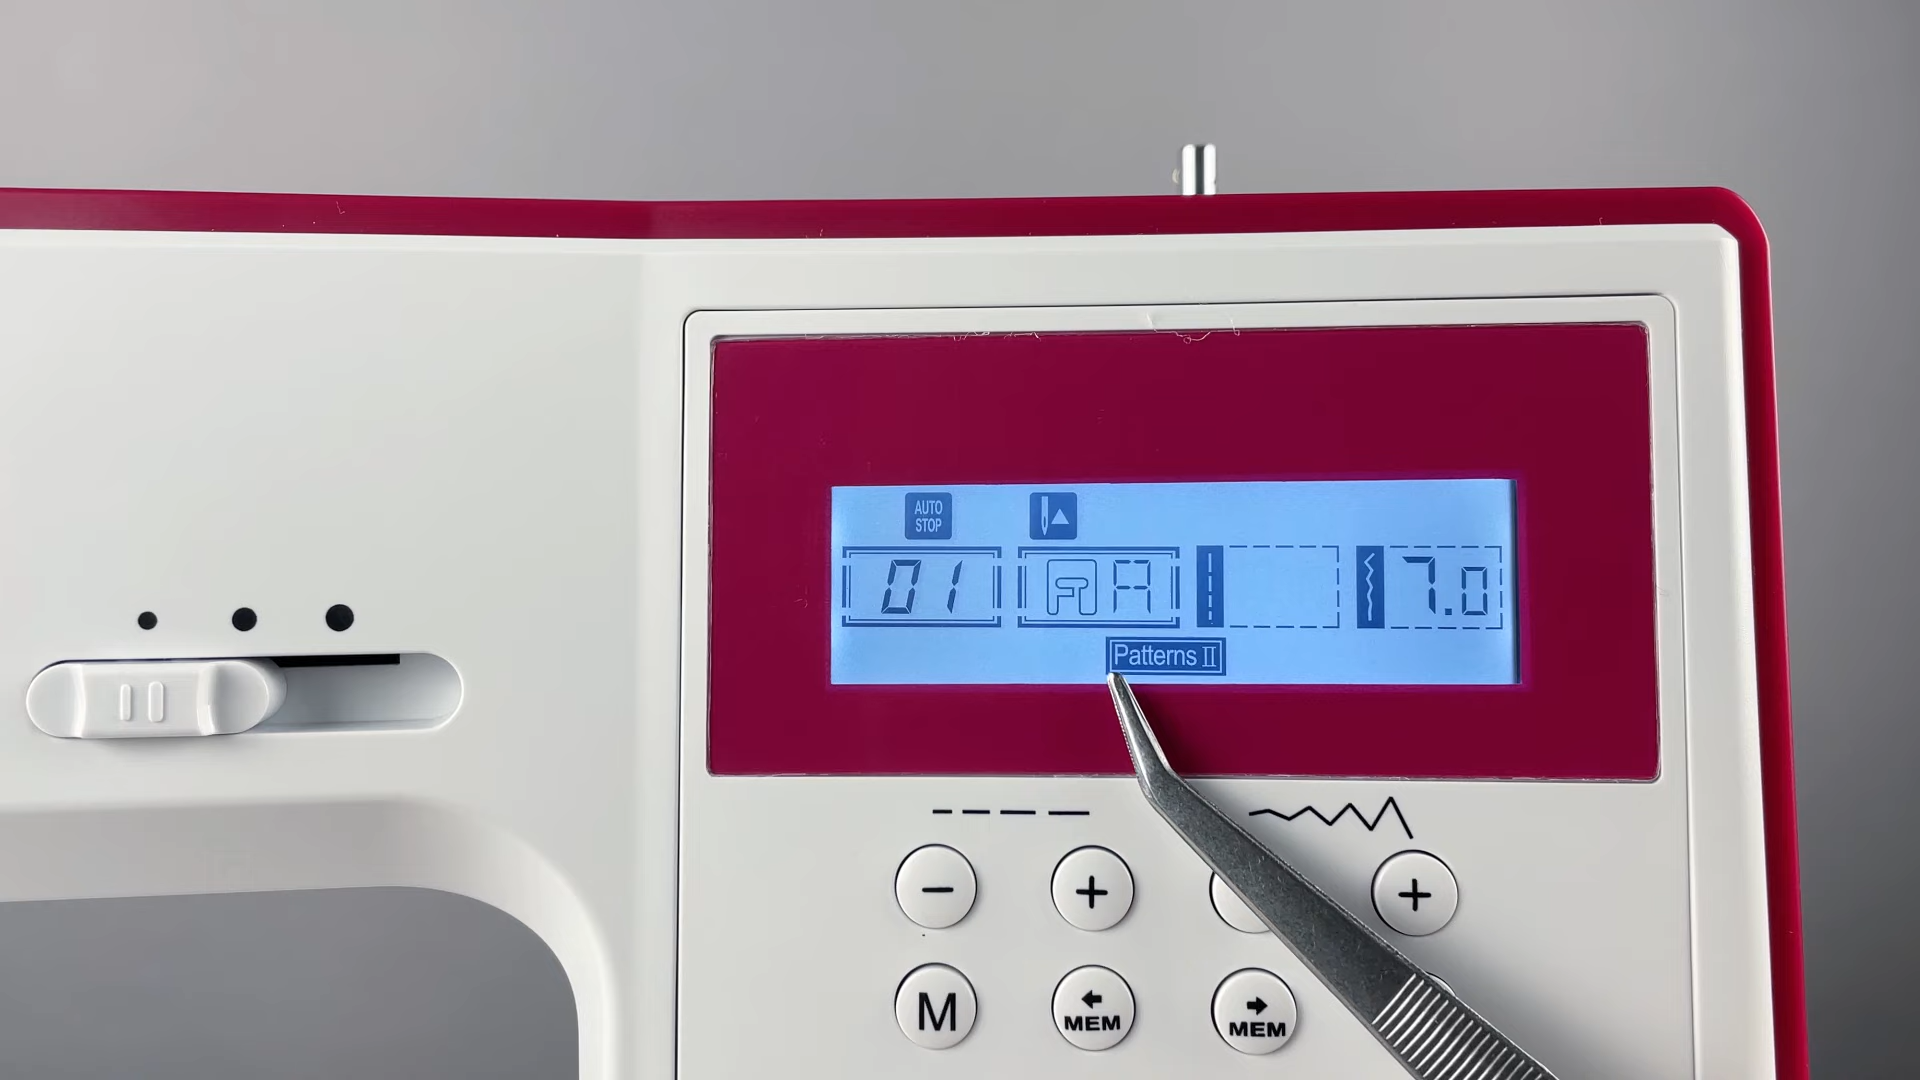 AUTO
STOP
01 A 7.0
Patterns II
− + +
M MEM MEM